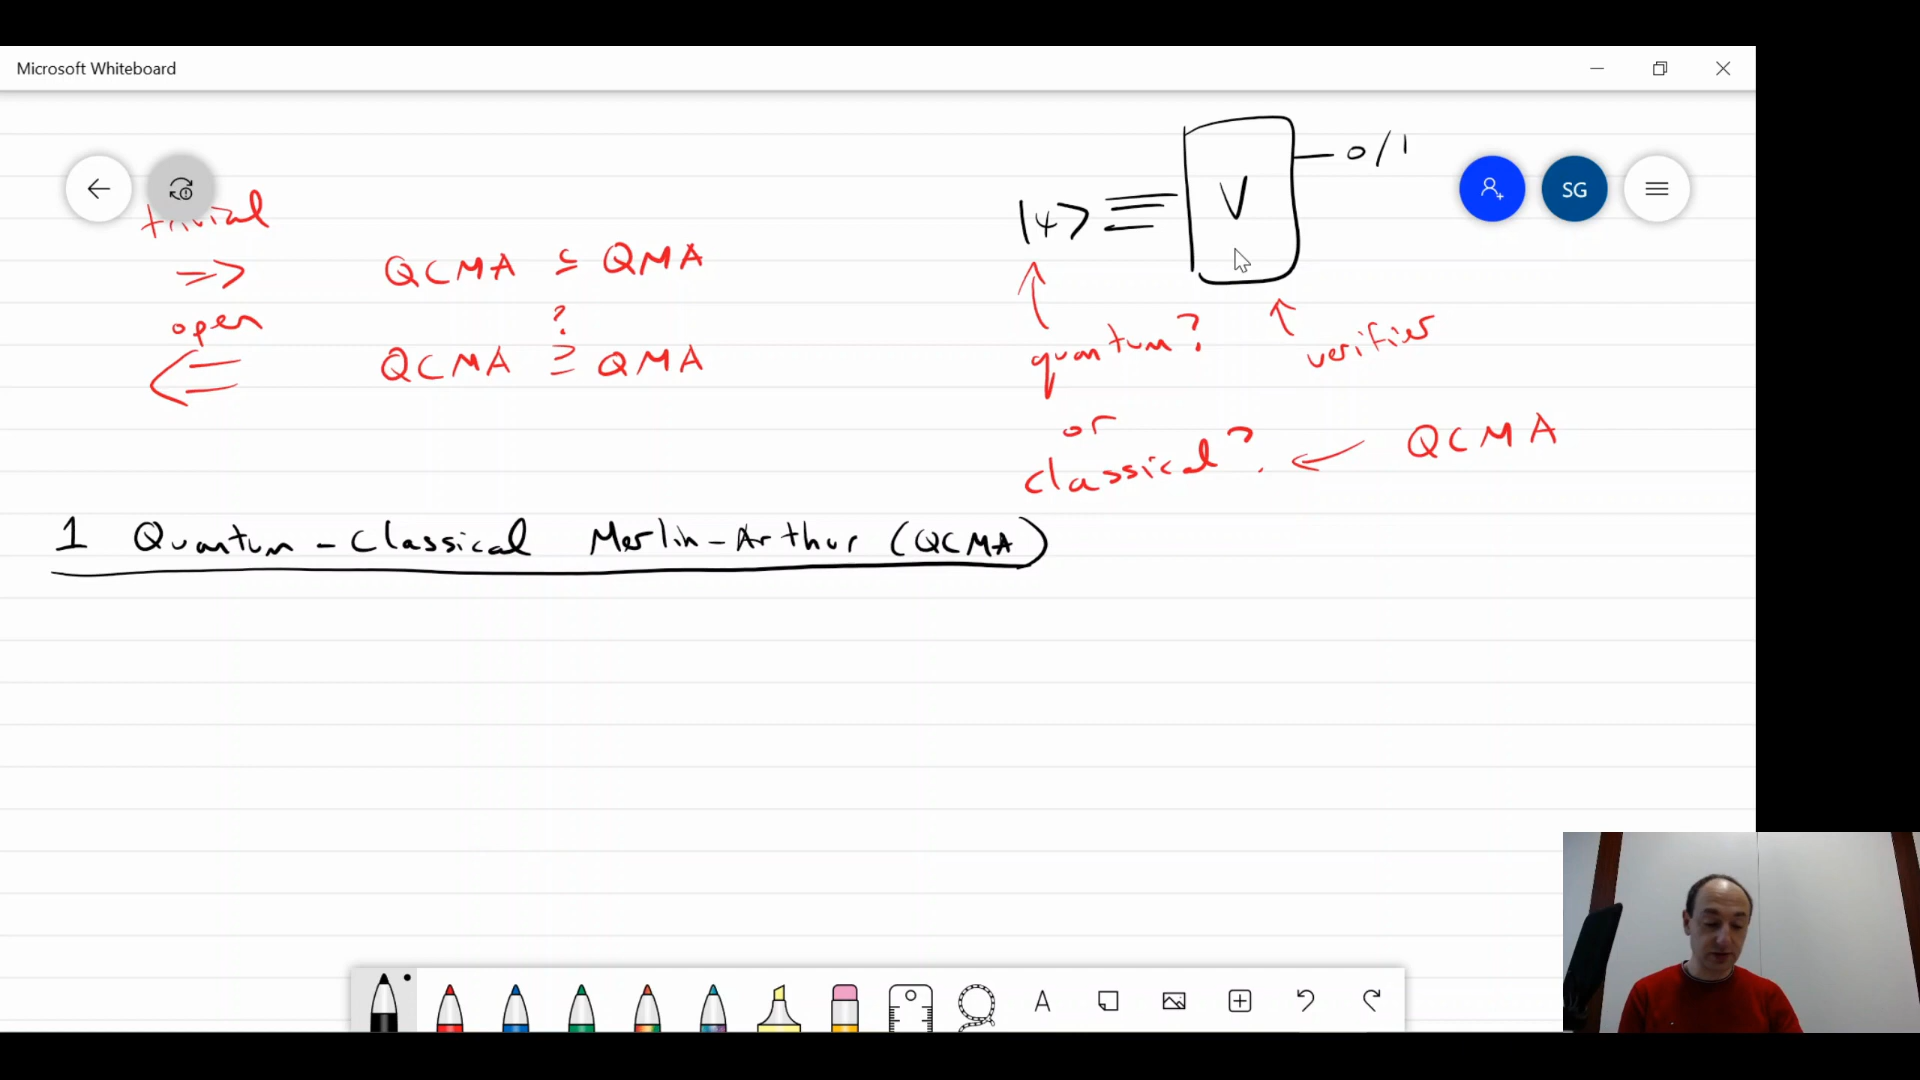 Microsoft Whiteboard
trivial
=> QCMA ⊆ QMA
open ?
<= QCMA ⊇ QMA
|ψ> V 0/1
quantum? verifier
or
classical? ← QCMA
SG
1 Quantum-Classical Merlin-Arthur (QCMA)
A